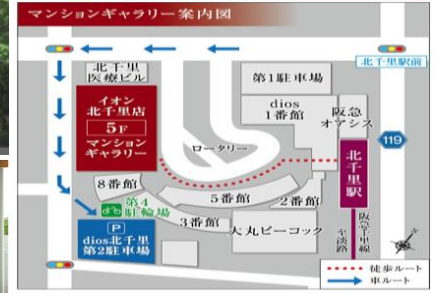 マンションギャラリー案内図
北千里駅前
北千里
医療ビル
第1駐車場
イオン
北千里店
5F
マンション
ギャラリー
dios
1番館
阪急
オアシス
119
ロータリー
北千里駅
8番館
第4
駐輪場
5番館
2番館
3番館
P
dios北千里
第2駐車場
大丸ピーコック
至淡路
阪急千里線
徒歩ルート
車ルート